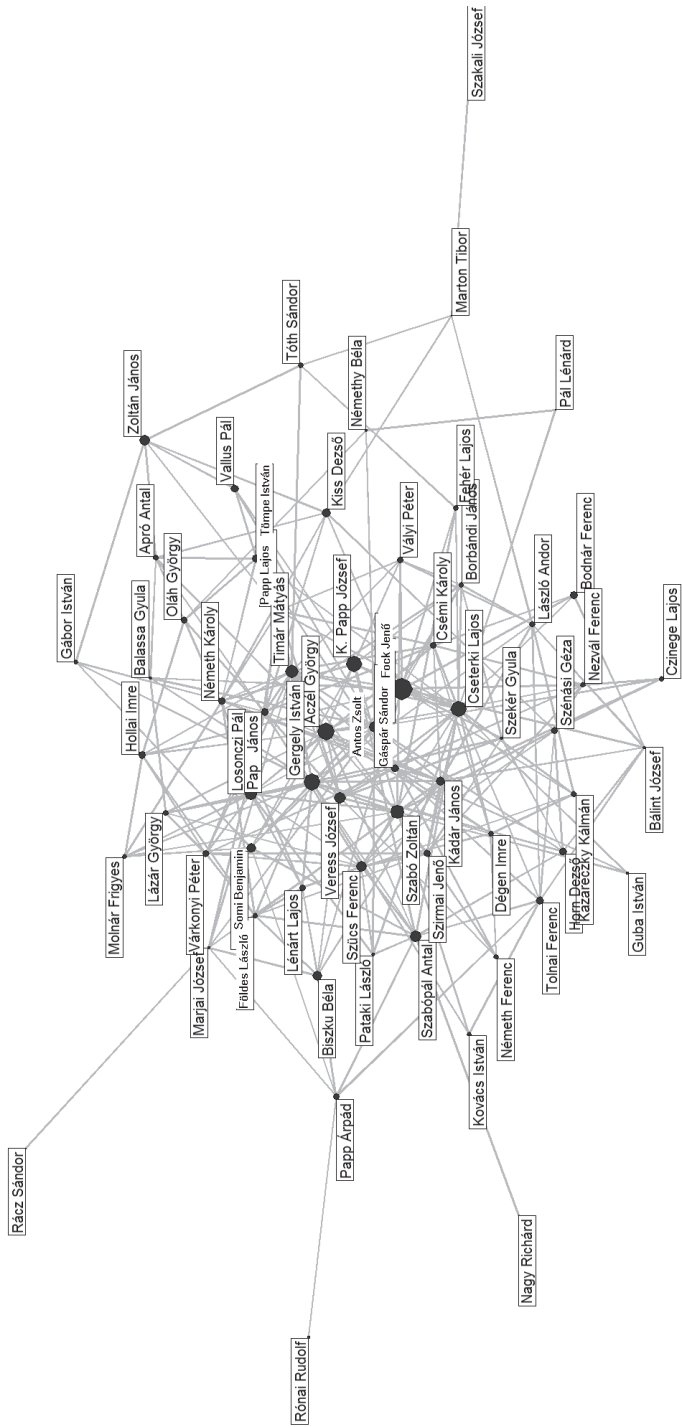 Szakali József
Marton Tibor
Tóth Sándor
Némethy Béla
Zoltán János
Pál Lénárd
Vallus Pál
Tömpe István
Kiss Dezső
Fehér Lajos
Apró Antal
Papp Lajos
Vályi Péter
Borbándi János
Oláh György
Bodnár Ferenc
Gábor István
Balassa Gyula
Timár Mátyás
K. Papp József
Csémi Károly
László Andor
Németh Károly
Nezvál Ferenc
Czinege Lajos
Hollai Imre
Aczél György
Fock Jenő
Cseterki Lajos
Szénási Géza
Losonczi Pál
Pap János
Gergely István
Antos Zsolt
Gáspár Sándor
Szekér Gyula
Bálint József
Lázár György
Molnár Frigyes
Veress József
Szabó Zoltán
Kádár János
Várkonyi Péter
Somi Benjamin
Szücs Ferenc
Szirmai Jenő
Dégen Imre
Horn Dezső
Kazareczky Kálmán
Guba István
Marjai József
Földes László
Lénárt Lajos
Biszku Béla
Pataki László
Szabópál Antal
Németh Ferenc
Tolnai Ferenc
Kovács István
Papp Árpád
Rácz Sándor
Nagy Richárd
Rónai Rudolf